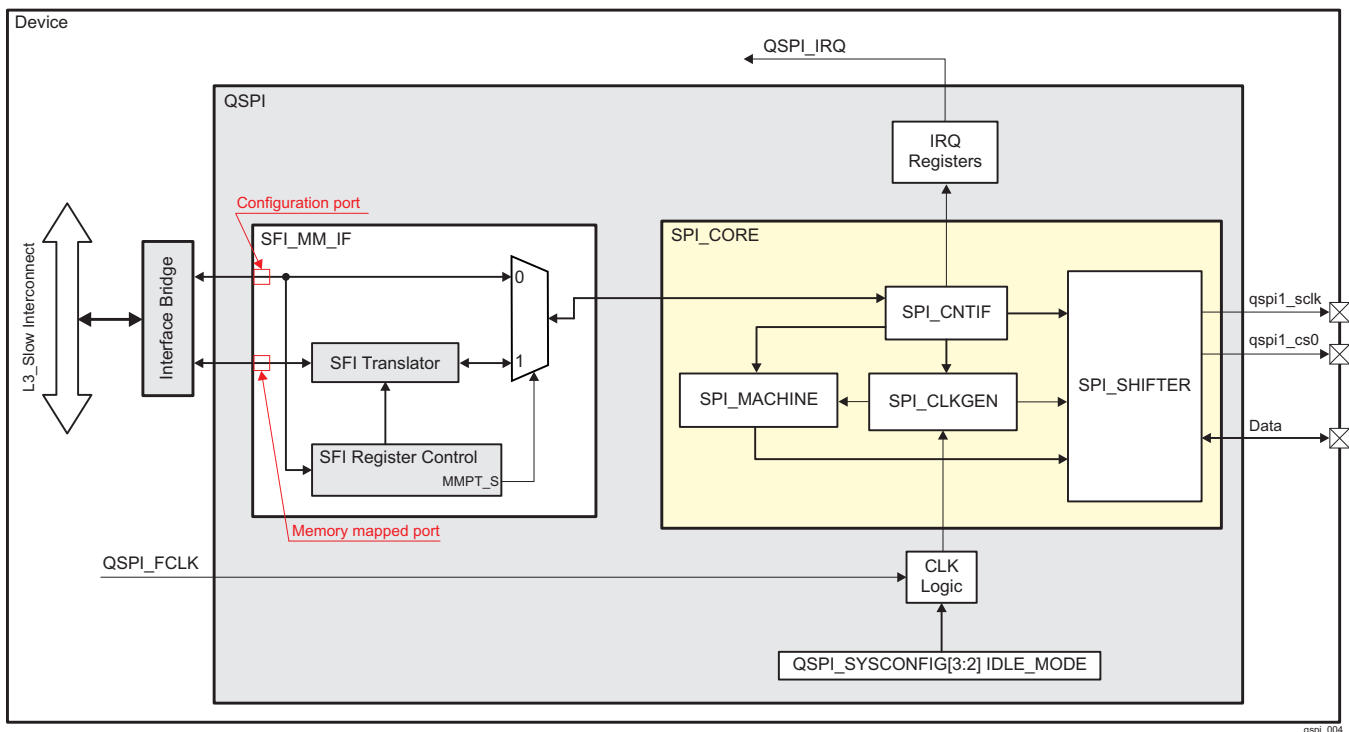 Device
QSPI_IRQ
QSPI
IRQ
Registers
Configuration port
SFI_MM_IF
SPI_CORE
L3_Slow Interconnect
Interface Bridge
0
SPI_CNTIF
qspi1_sclk
qspi1_cs0
SFI Translator
1
SPI_MACHINE
SPI_CLKGEN
SPI_SHIFTER
Data
SFI Register Control
MMPT_S
Memory mapped port
QSPI_FCLK
CLK
Logic
QSPI_SYSCONFIG[3:2] IDLE_MODE
qspi_004